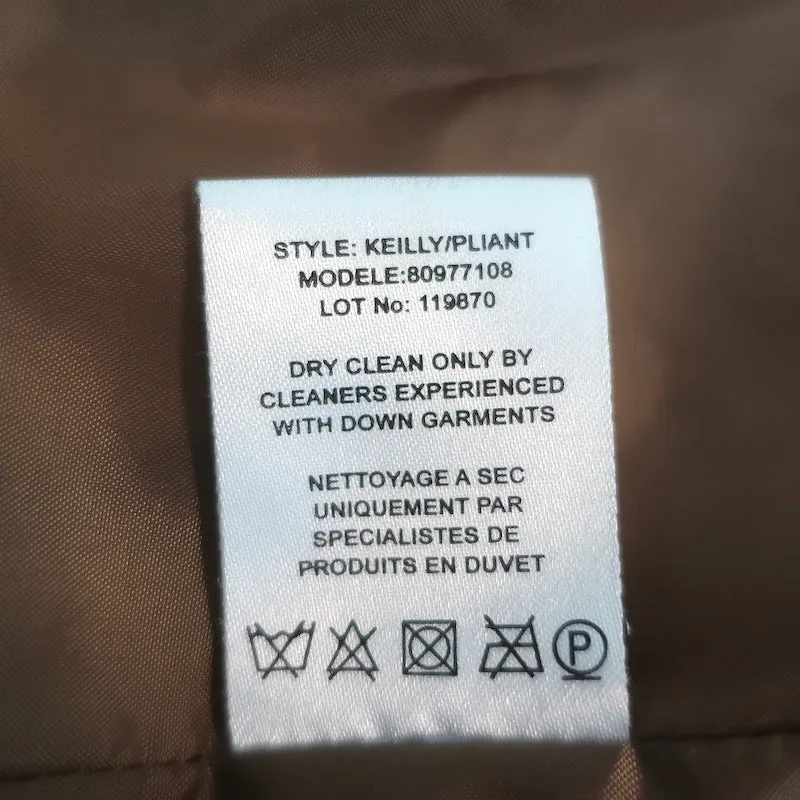 STYLE: KEILLY/PLIANT
MODELE:80977108
LOT No: 119870
DRY CLEAN ONLY BY
CLEANERS EXPERIENCED
WITH DOWN GARMENTS
NETTOYAGE A SEC
UNIQUEMENT PAR
SPECIALISTES DE
PRODUITS EN DUVET
P